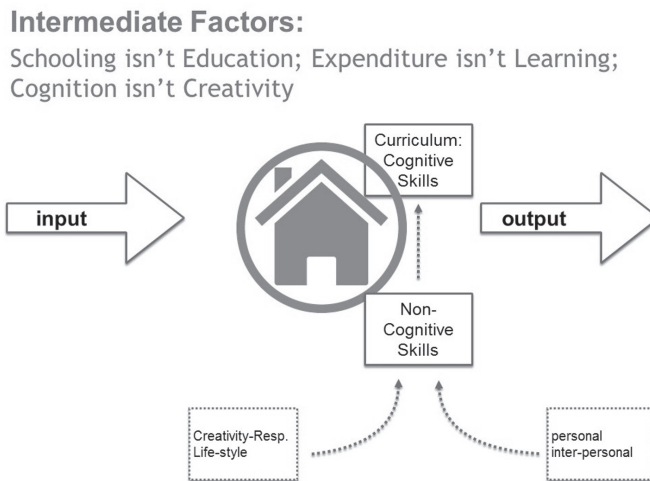 Intermediate Factors:
Schooling isn't Education; Expenditure isn't Learning;
Cognition isn't Creativity
Curriculum:
Cognitive
Skills
input
output
Non-
Cognitive
Skills
Creativity-Resp.
Life-style
personal
inter-personal